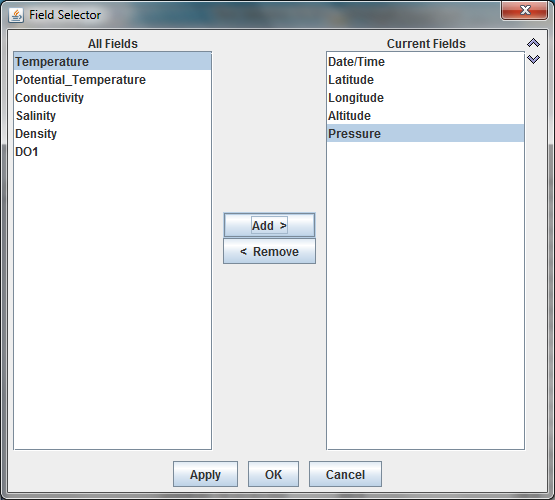 Field Selector
All Fields
Temperature
Potential_Temperature
Conductivity
Salinity
Density
DO1
Add >
< Remove
Current Fields
Date/Time
Latitude
Longitude
Altitude
Pressure
Apply
OK
Cancel